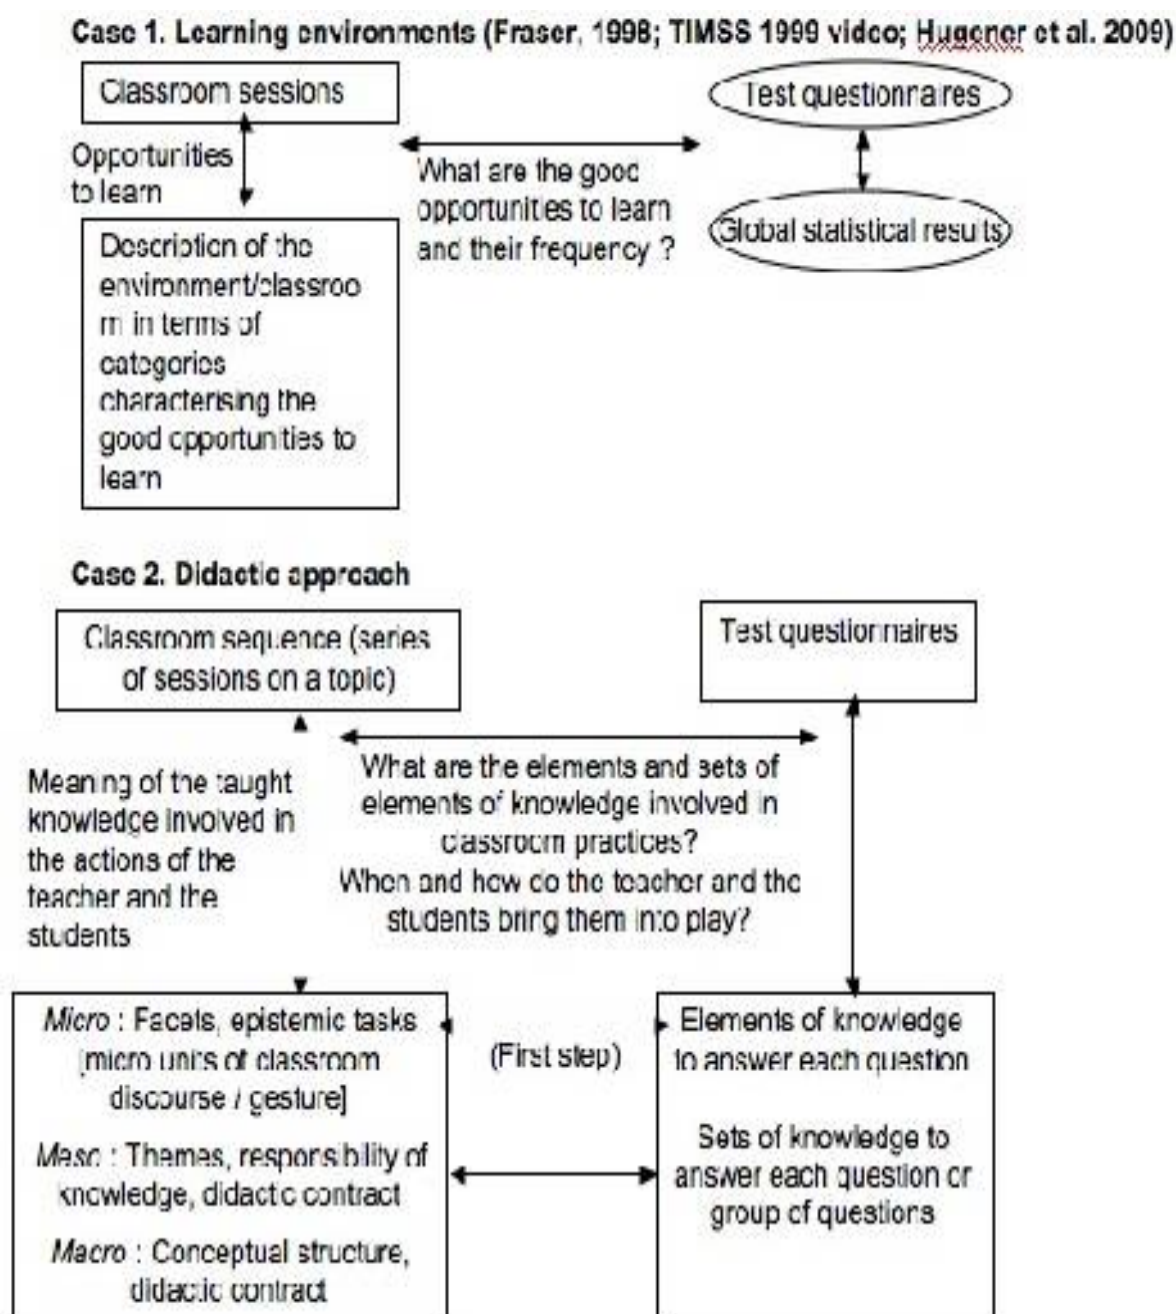 Case 1. Learning environments (Fraser, 1998; TIMSS 1999 video; Hugener et al. 2009)
Classroom sessions
Opportunities
to learn
Description of the
environment/classroo
m in terms of
categories
characterising the
good opportunities to
learn
What are the good
opportunities to learn
and their frequency ?
Test questionnaires
Global statistical results
Case 2. Didactic approach
Classroom sequence (series
of sessions on a topic)
Test questionnaires
Meaning of the taught
knowledge involved in
the actions of the
teacher and the
students
What are the elements and sets of
elements of knowledge involved in
classroom practices?
When and how do the teacher and the
students bring them into play?
Micro : Facets, epistemic tasks
[micro units of classroom
discourse / gesture]
Meso : Themes, responsibility of
knowledge, didactic contract
Macro : Conceptual structure,
didactic contract
(First step)
Elements of knowledge
to answer each question
Sets of knowledge to
answer each question or
group of questions